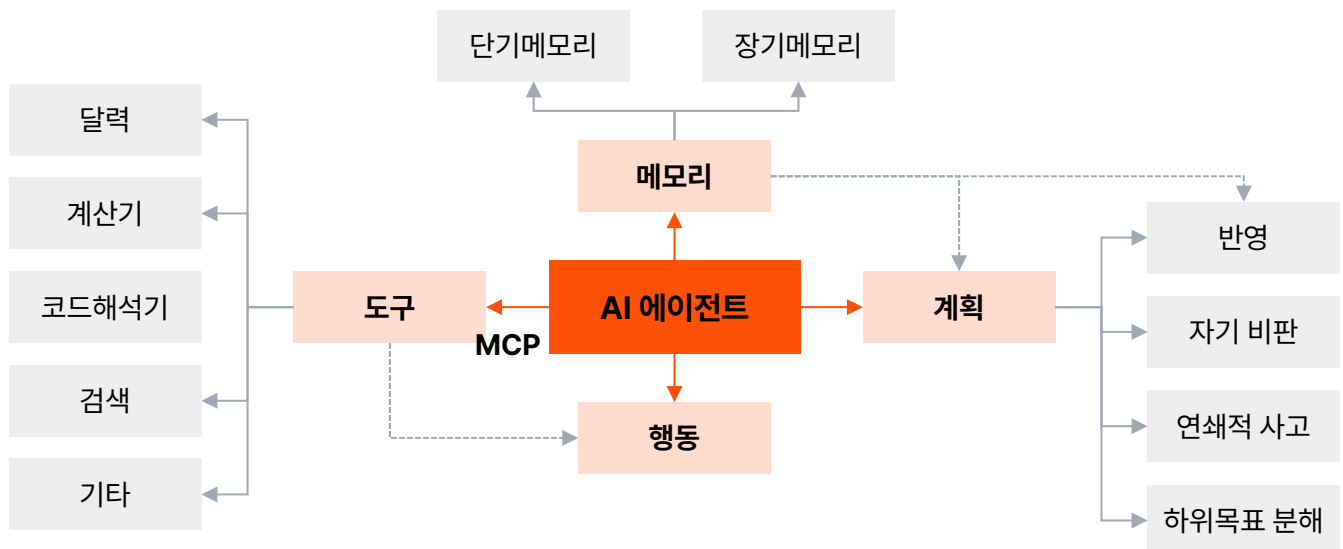 단기메모리
장기메모리
달력
메모리
계산기
반영
코드해석기
도구
AI 에이전트
계획
MCP
자기 비판
검색
연쇄적 사고
행동
기타
하위목표 분해